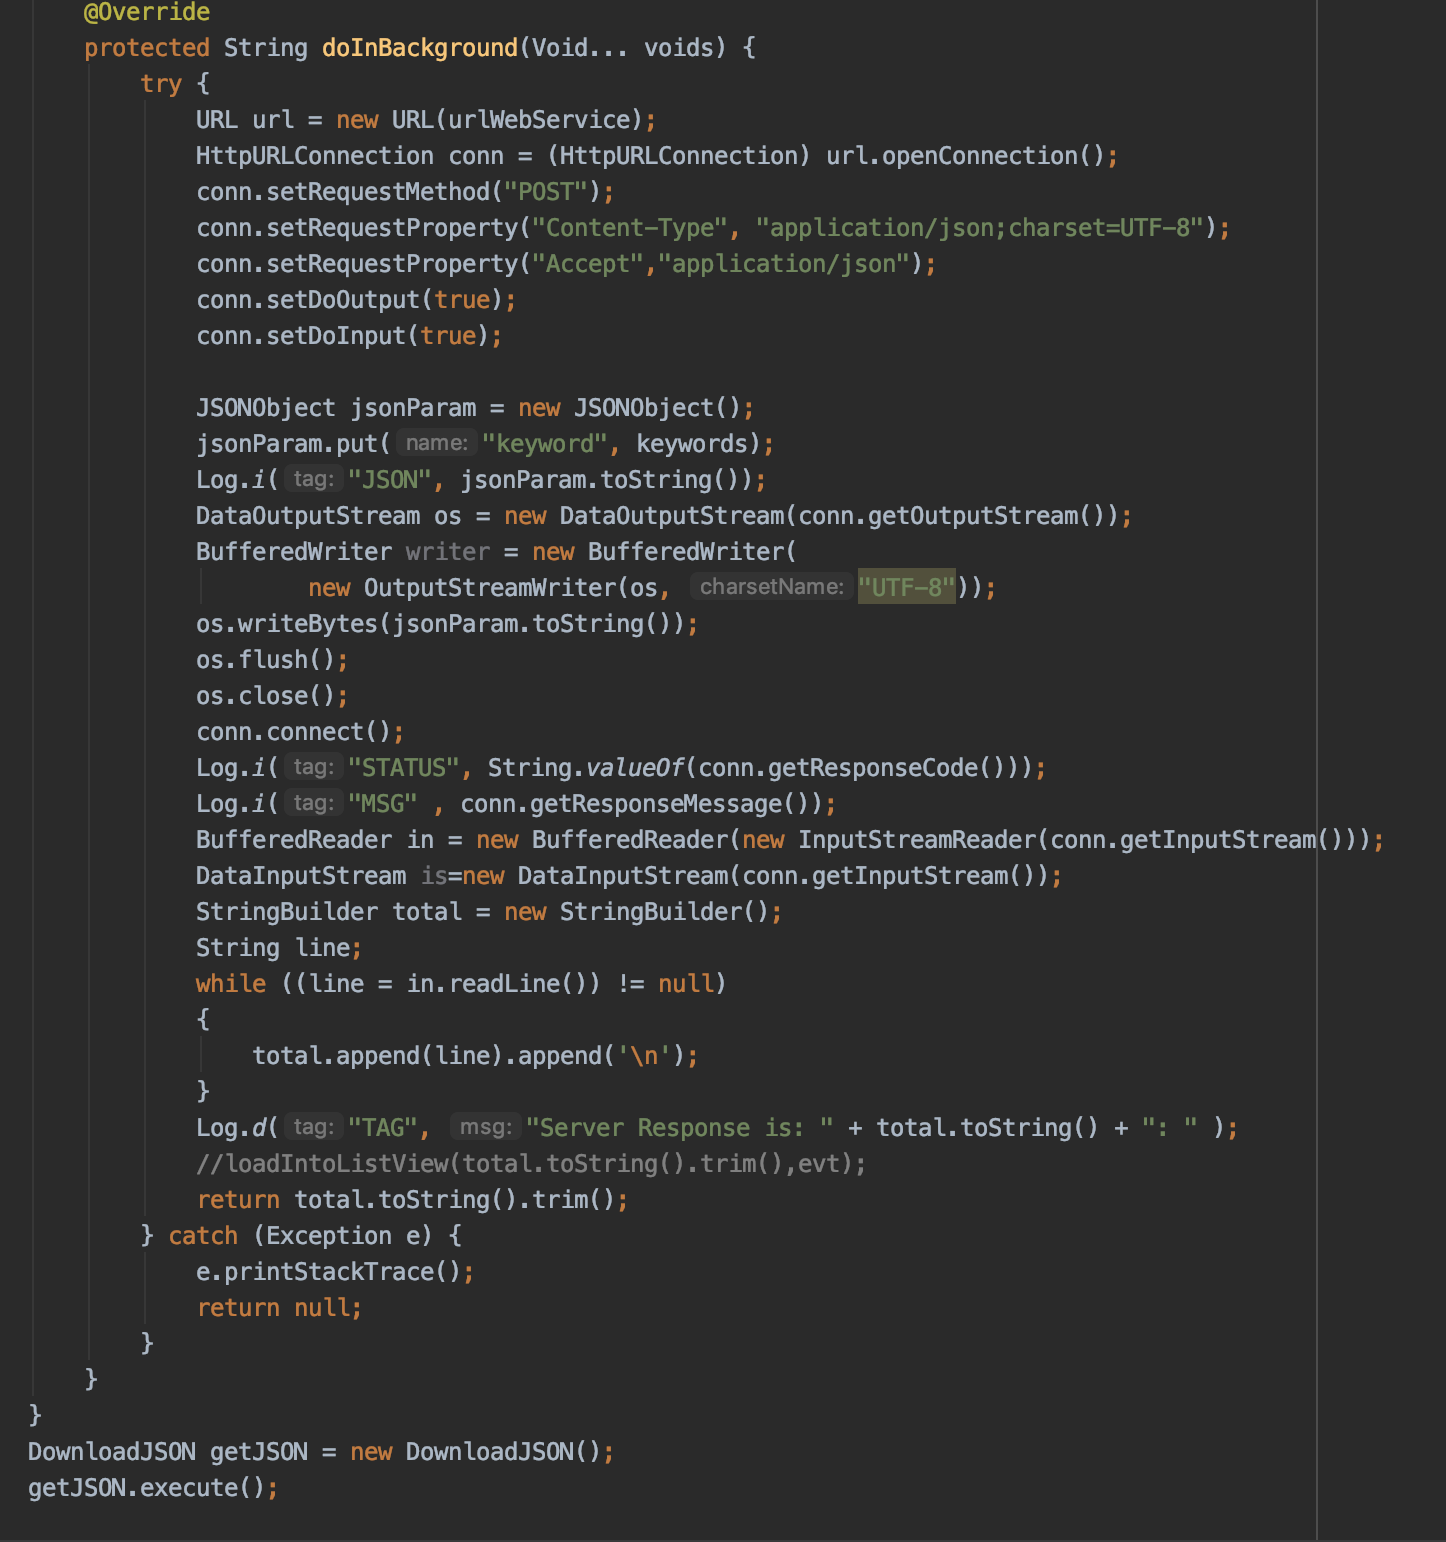 @Override
protected String doInBackground(Void... voids) {
try {
URL url = new URL(urlWebService);
HttpURLConnection conn = (HttpURLConnection) url.openConnection();
conn.setRequestMethod("POST");
conn.setRequestProperty("Content-Type", "application/json;charset=UTF-8");
conn.setRequestProperty("Accept","application/json");
conn.setDoOutput(true);
conn.setDoInput(true);
JSONObject jsonParam = new JSONObject();
jsonParam.put( name: "keyword", keywords);
Log.i( tag: "JSON", jsonParam.toString());
DataOutputStream os = new DataOutputStream(conn.getOutputStream());
BufferedWriter writer = new BufferedWriter(
new OutputStreamWriter(os, charsetName: "UTF-8"));
os.writeBytes(jsonParam.toString());
os.flush();
os.close();
conn.connect();
Log.i( tag: "STATUS", String.valueOf(conn.getResponseCode()));
Log.i( tag: "MSG" , conn.getResponseMessage());
BufferedReader in = new BufferedReader(new InputStreamReader(conn.getInputStream()));
DataInputStream is=new DataInputStream(conn.getInputStream());
StringBuilder total = new StringBuilder();
String line;
while ((line = in.readLine()) != null)
{
total.append(line).append('\n');
}
Log.d( tag: "TAG", msg: "Server Response is: " + total.toString() + ": " );
//loadIntoListView(total.toString().trim(),evt);
return total.toString().trim();
} catch (Exception e) {
e.printStackTrace();
return null;
}
}
}
DownloadJSON getJSON = new DownloadJSON();
getJSON.execute();